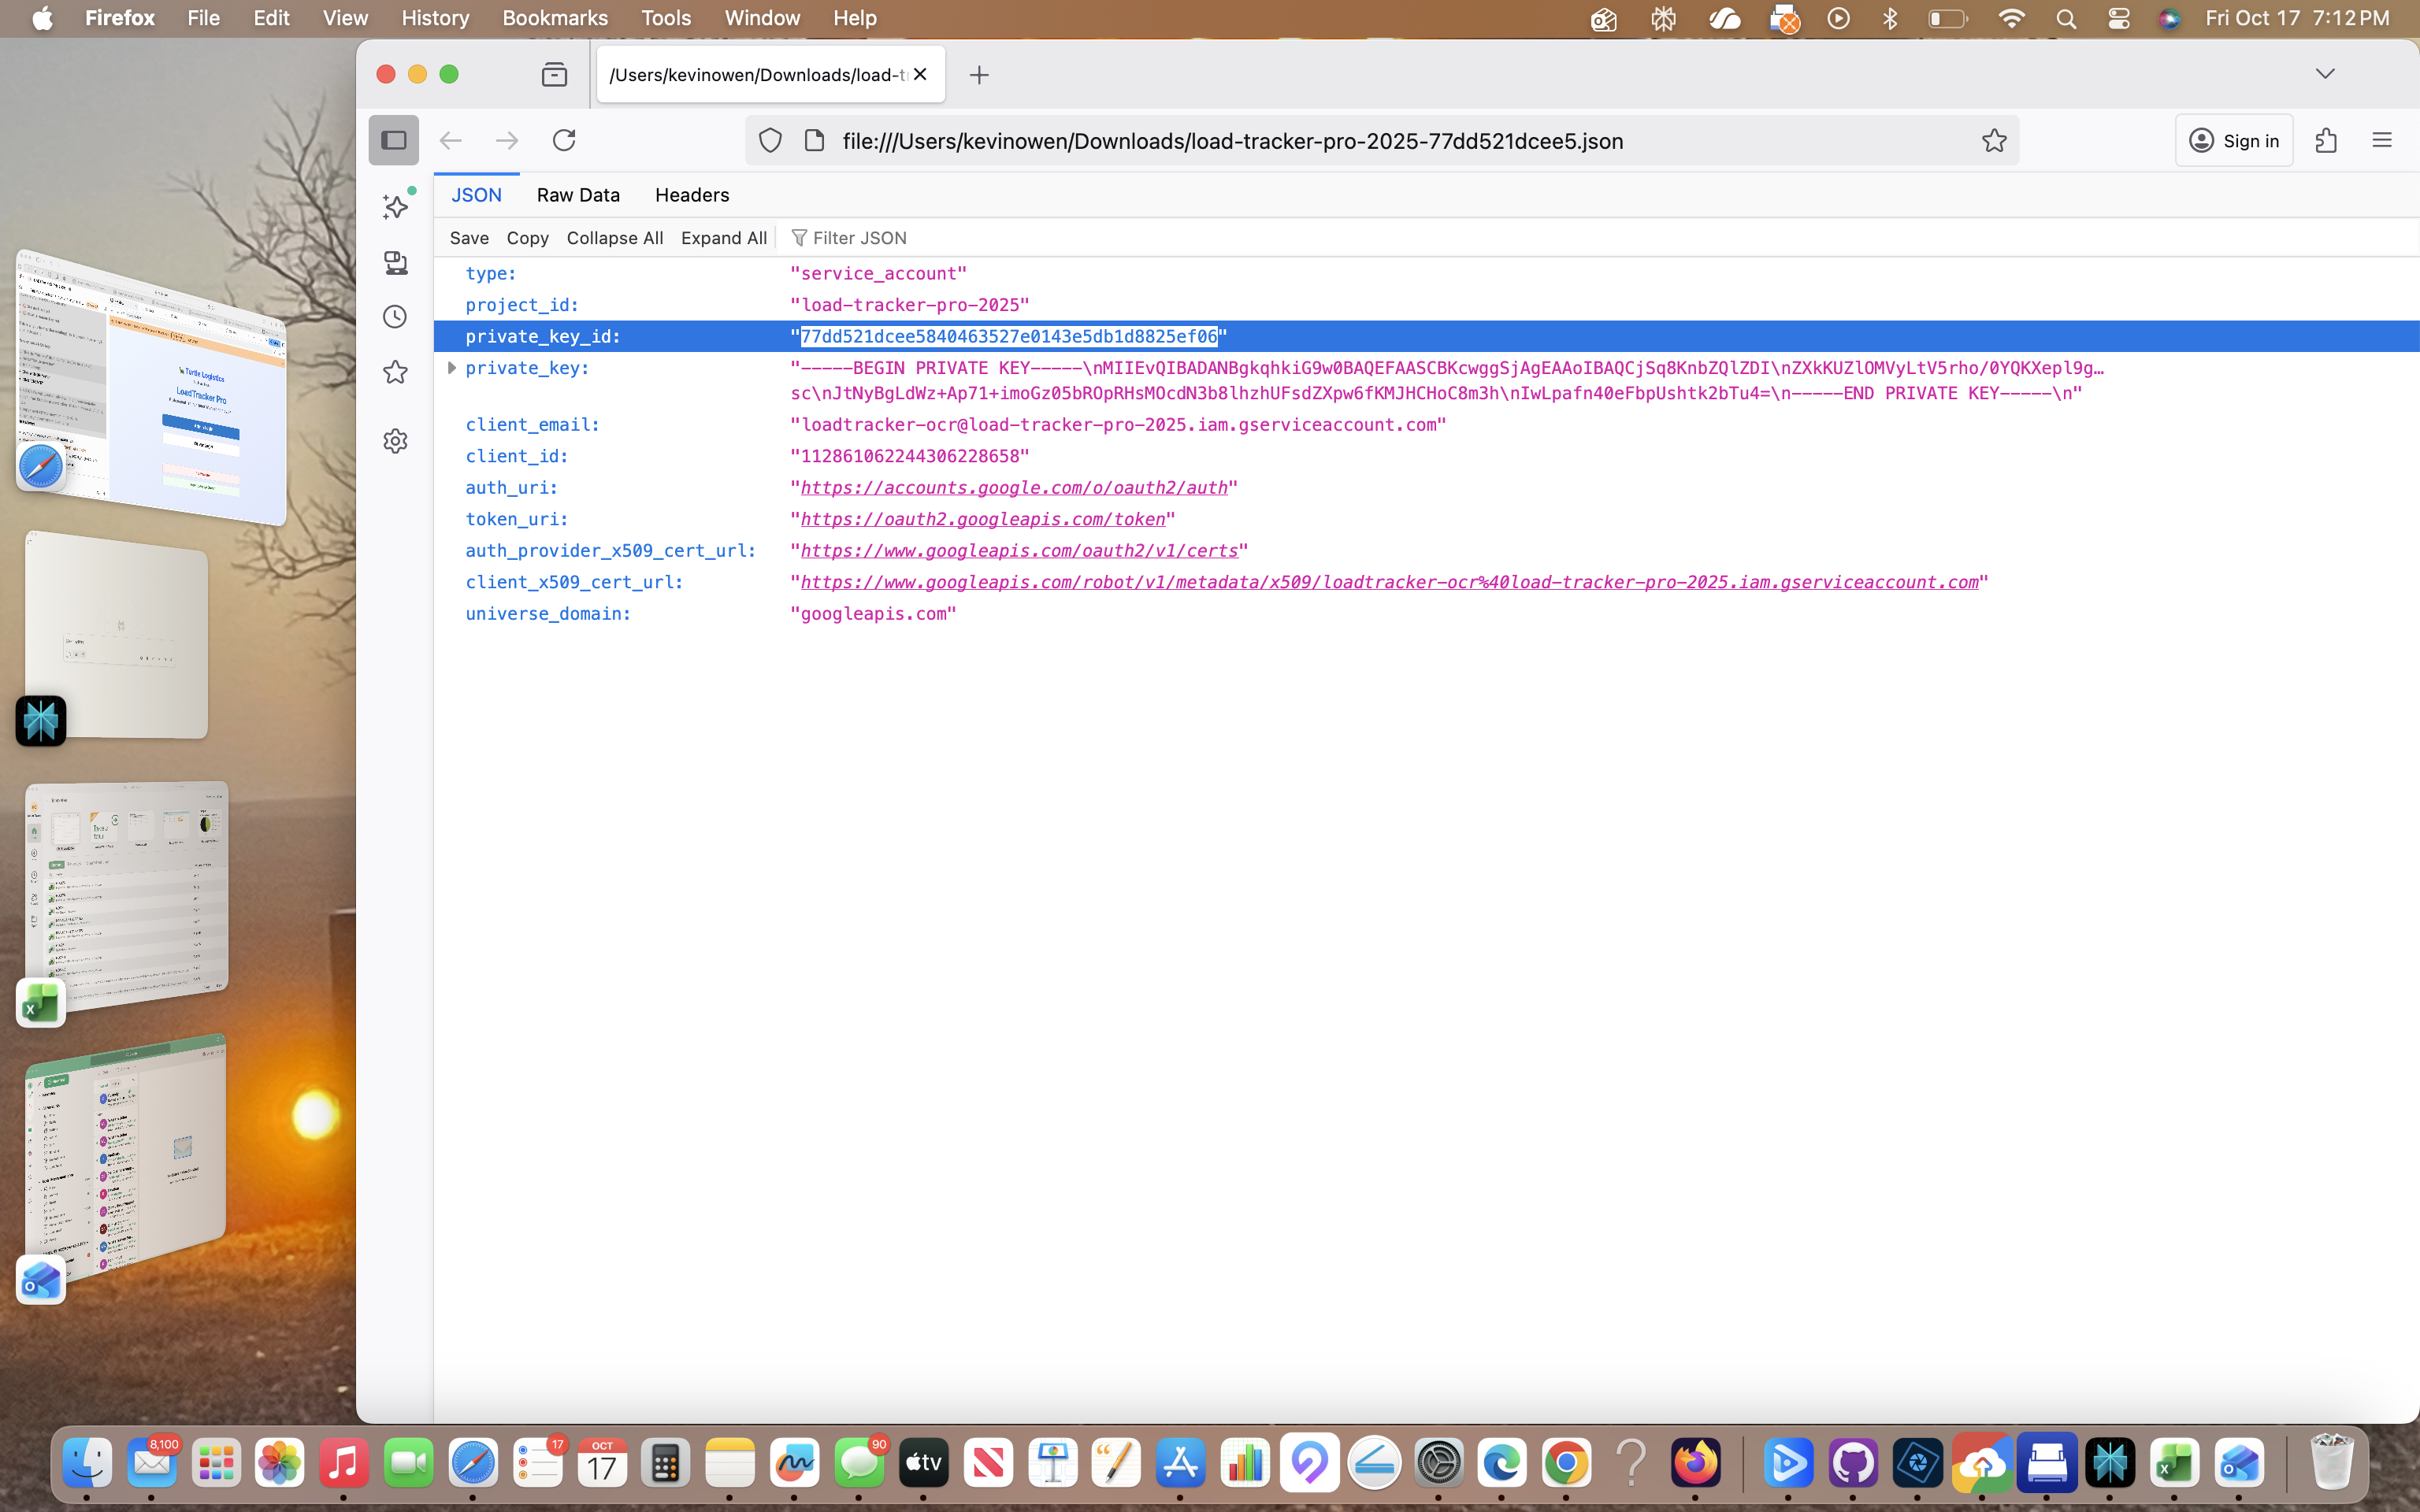 Firefox File Edit View History Bookmarks Tools Window Help Fri Oct 17 7:12 PM
/Users/kevinowen/Downloads/load-t
file:///Users/kevinowen/Downloads/load-tracker-pro-2025-77dd521dcee5.json
Sign in
JSON Raw Data Headers
Save Copy Collapse All Expand All Filter JSON
type: "service_account"
project_id: "load-tracker-pro-2025"
private_key_id: "77dd521dcee5840463527e0143e5db1d8825ef06"
private_key: "-----BEGIN PRIVATE KEY-----\nMIIEvQIBADANBgkqhkiG9w0BAQEFAASCBKcwggSjAgEAAoIBAQCjSq8KnbZQlZDI\nZXkKUZlOMVyLtV5rho/0YQKXepl9g…
sc\nJtNyBgLdWz+Ap71+imoGz05bROpRHsMOcdN3b8lhzhUFsdZXpw6fKMJHCHoC8m3h\nIwLpafn40eFbpUshtk2bTu4=\n-----END PRIVATE KEY-----\n"
client_email: "loadtracker-ocr@load-tracker-pro-2025.iam.gserviceaccount.com"
client_id: "112861062244306228658"
auth_uri: "https://accounts.google.com/o/oauth2/auth"
token_uri: "https://oauth2.googleapis.com/token"
auth_provider_x509_cert_url: "https://www.googleapis.com/oauth2/v1/certs"
client_x509_cert_url: "https://www.googleapis.com/robot/v1/metadata/x509/loadtracker-ocr%40load-tracker-pro-2025.iam.gserviceaccount.com"
universe_domain: "googleapis.com"
Turtle Logistics
LoadTracker Pro
8,100
17
OCT
17
90
tv